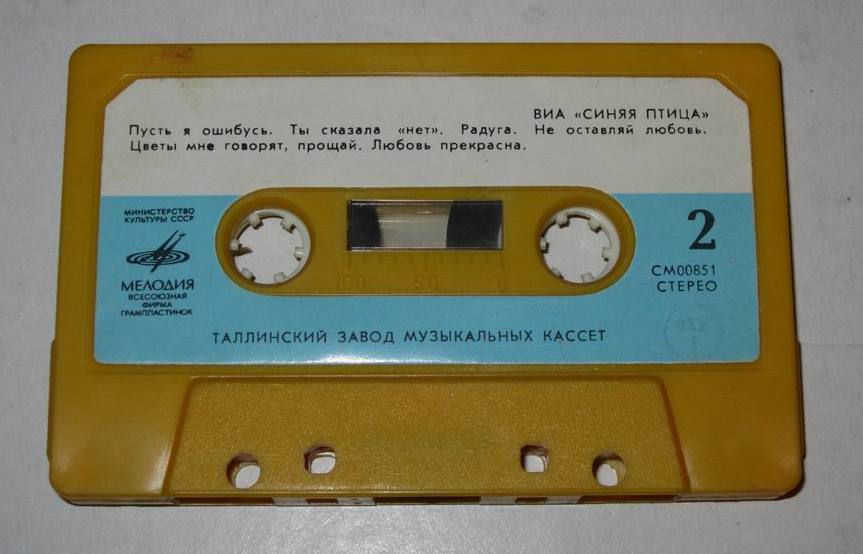 ВИА «СИНЯЯ ПТИЦА»
Пусть я ошибусь. Ты сказала «нет». Радуга. Не оставляй любовь.
Цветы мне говорят, прощай. Любовь прекрасна.
МИНИСТЕРСТВО
КУЛЬТУРЫ СССР
МЕЛОДИЯ
ВСЕСОЮЗНАЯ
ФИРМА
ГРАМПЛАСТИНОК
100 50 0
2
СМ00851
СТЕРЕО
ТАЛЛИНСКИЙ ЗАВОД МУЗЫКАЛЬНЫХ КАССЕТ